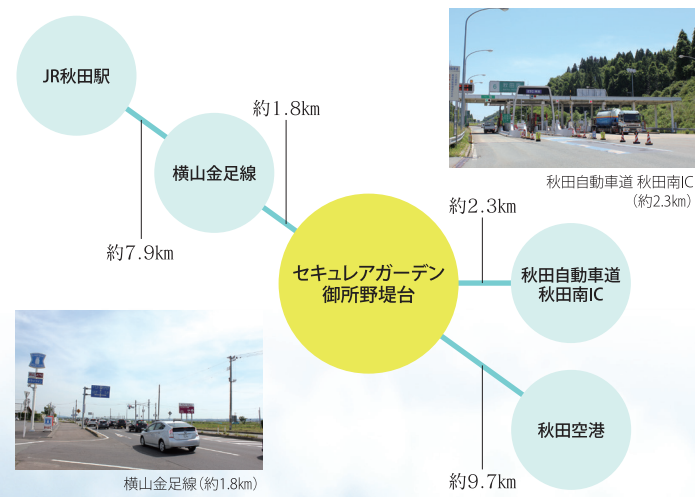 JR秋田駅
約1.8km
横山金足線
秋田自動車道 秋田南IC
(約2.3km)
約2.3km
約7.9km
セキュレアガーデン
御所野堤台
秋田自動車道
秋田南IC
秋田空港
横山金足線(約1.8km)
約9.7km